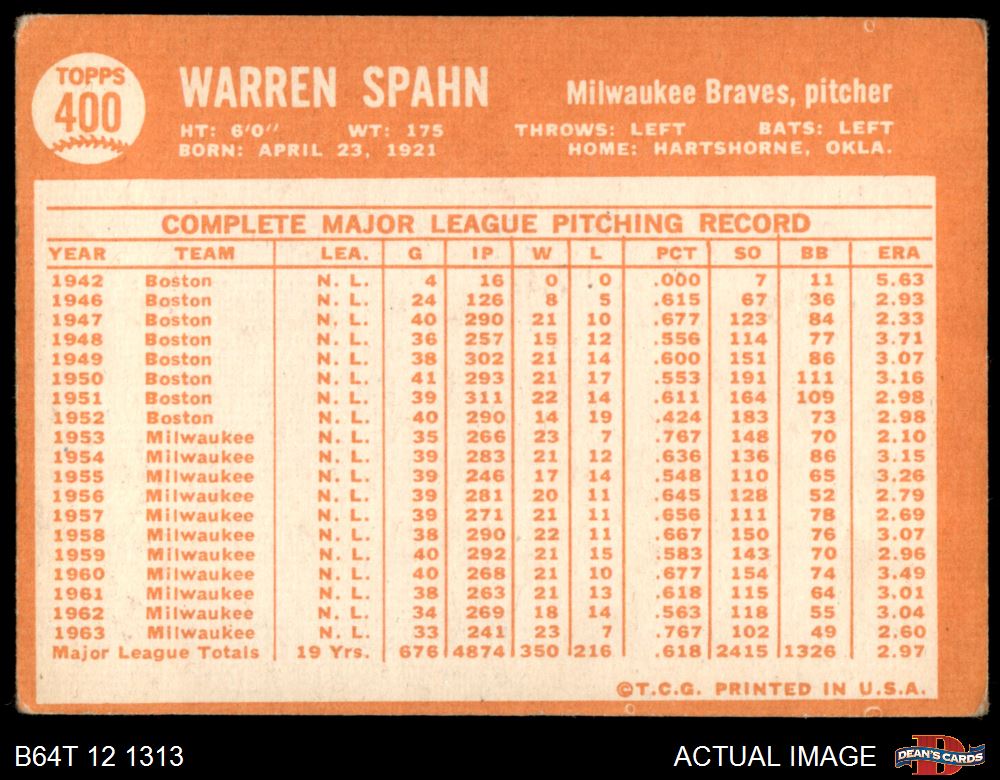 TOPPS
400
WARREN SPAHN
Milwaukee Braves, pitcher
HT: 6'0" WT: 175 THROWS: LEFT BATS: LEFT
BORN: APRIL 23, 1921 HOME: HARTSHORNE, OKLA.
COMPLETE MAJOR LEAGUE PITCHING RECORD
YEAR TEAM LEA. G IP W L PCT SO BB ERA
1942 Boston N. L. 4 16 0 0 .000 7 11 5.63
1946 Boston N. L. 24 126 8 5 .615 67 36 2.93
1947 Boston N. L. 40 290 21 10 .677 123 84 2.33
1948 Boston N. L. 36 257 15 12 .556 114 77 3.71
1949 Boston N. L. 38 302 21 14 .600 151 86 3.07
1950 Boston N. L. 41 293 21 17 .553 191 111 3.16
1951 Boston N. L. 39 311 22 14 .611 164 109 2.98
1952 Boston N. L. 40 290 14 19 .424 183 73 2.98
1953 Milwaukee N. L. 35 266 23 7 .767 148 70 2.10
1954 Milwaukee N. L. 39 283 21 12 .636 136 86 3.15
1955 Milwaukee N. L. 39 246 17 14 .548 110 65 3.26
1956 Milwaukee N. L. 39 281 20 11 .645 128 52 2.79
1957 Milwaukee N. L. 39 271 21 11 .656 111 78 2.69
1958 Milwaukee N. L. 38 290 22 11 .667 150 76 3.07
1959 Milwaukee N. L. 40 292 21 15 .583 143 70 2.96
1960 Milwaukee N. L. 40 268 21 10 .677 154 74 3.49
1961 Milwaukee N. L. 38 263 21 13 .618 115 64 3.01
1962 Milwaukee N. L. 34 269 18 14 .563 118 55 3.04
1963 Milwaukee N. L. 33 241 23 7 .767 102 49 2.60
Major League Totals 19 Yrs. 676 4874 350 216 .618 2415 1326 2.97
©T.C.G. PRINTED IN U.S.A.
B64T 12 1313
ACTUAL IMAGE
DEAN'S CARDS